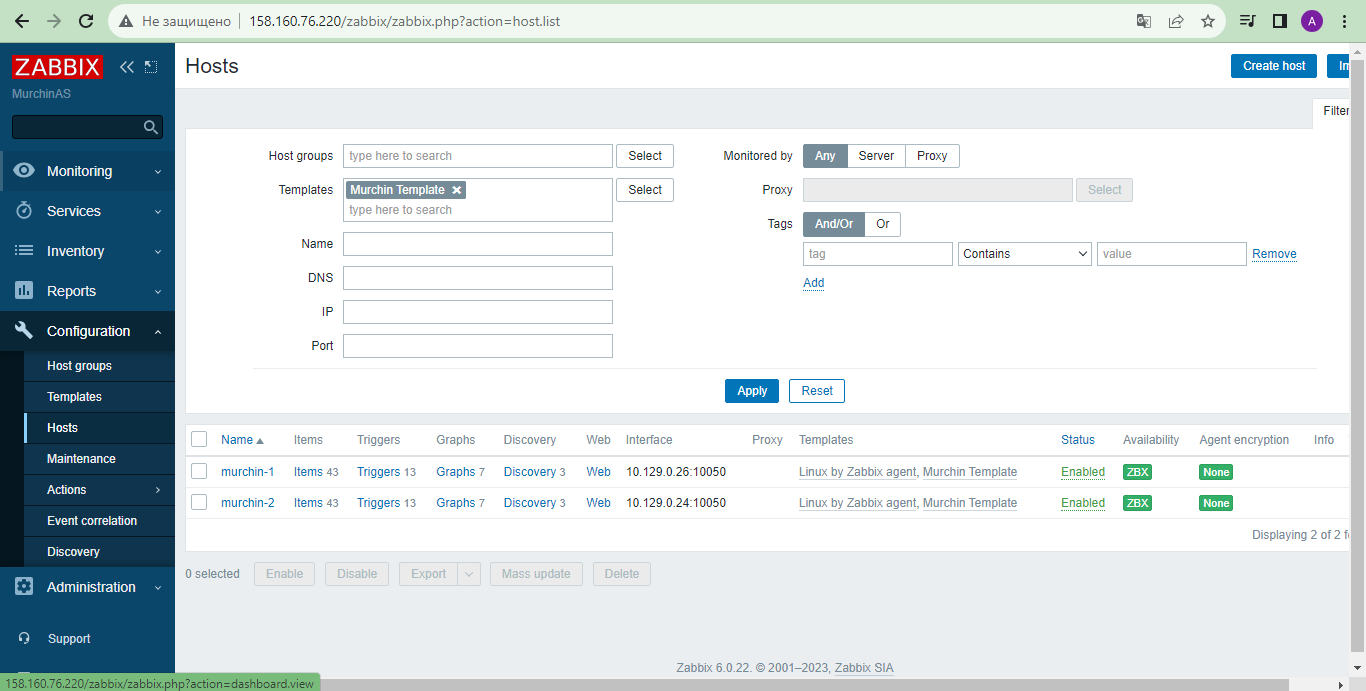 Не защищено 158.160.76.220/zabbix/zabbix.php?action=host.list A
ZABBIX
MurchinAS
Monitoring
Services
Inventory
Reports
Configuration
Host groups
Templates
Hosts
Maintenance
Actions
Event correlation
Discovery
Administration
Support
Hosts
Create host
Filter
Host groups type here to search Select
Templates Murchin Template type here to search Select
Name
DNS
IP
Port
Monitored by Any Server Proxy
Proxy Select
Tags And/Or Or
tag Contains value Remove
Add
Apply Reset
Name Items Triggers Graphs Discovery Web Interface Proxy Templates Status Availability Agent encryption Info
murchin-1 Items 43 Triggers 13 Graphs 7 Discovery 3 Web 10.129.0.26:10050 Linux by Zabbix agent, Murchin Template Enabled ZBX None
murchin-2 Items 43 Triggers 13 Graphs 7 Discovery 3 Web 10.129.0.24:10050 Linux by Zabbix agent, Murchin Template Enabled ZBX None
Displaying 2 of 2 f
0 selected Enable Disable Export Mass update Delete
Zabbix 6.0.22. © 2001–2023, Zabbix SIA
158.160.76.220/zabbix/zabbix.php?action=dashboard.view